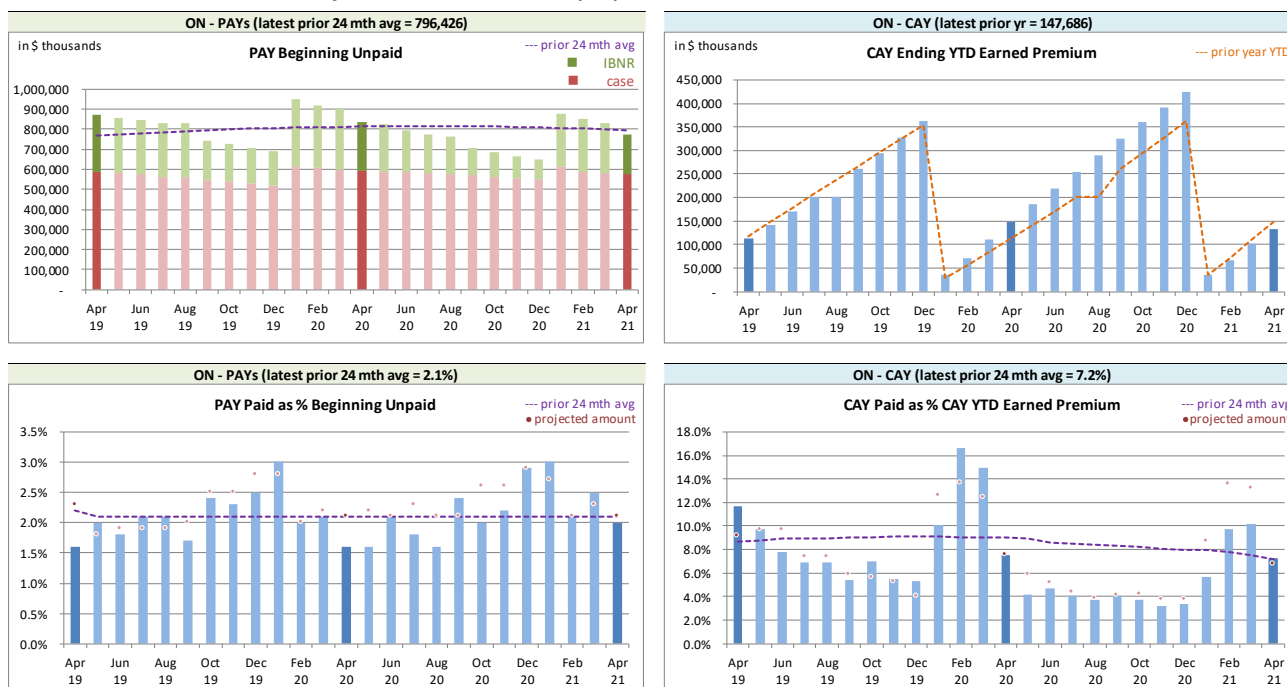 ON - PAYs (latest prior 24 mth avg = 796,426)
in $ thousands
PAY Beginning Unpaid
--- prior 24 mth avg
IBNR
case
1,000,000
900,000
800,000
700,000
600,000
500,000
400,000
300,000
200,000
100,000
-
Apr Jun Aug Oct Dec Feb Apr Jun Aug Oct Dec Feb Apr
19 19 19 19 19 20 20 20 20 20 20 21 21
ON - CAY (latest prior yr = 147,686)
in $ thousands
CAY Ending YTD Earned Premium
--- prior year YTD
450,000
400,000
350,000
300,000
250,000
200,000
150,000
100,000
50,000
-
Apr Jun Aug Oct Dec Feb Apr Jun Aug Oct Dec Feb Apr
19 19 19 19 19 20 20 20 20 20 20 21 21
ON - PAYs (latest prior 24 mth avg = 2.1%)
PAY Paid as % Beginning Unpaid
--- prior 24 mth avg
• projected amount
3.5%
3.0%
2.5%
2.0%
1.5%
1.0%
0.5%
0.0%
Apr Jun Aug Oct Dec Feb Apr Jun Aug Oct Dec Feb Apr
19 19 19 19 19 20 20 20 20 20 20 21 21
ON - CAY (latest prior 24 mth avg = 7.2%)
CAY Paid as % CAY YTD Earned Premium
--- prior 24 mth avg
• projected amount
18.0%
16.0%
14.0%
12.0%
10.0%
8.0%
6.0%
4.0%
2.0%
0.0%
Apr Jun Aug Oct Dec Feb Apr Jun Aug Oct Dec Feb Apr
19 19 19 19 19 20 20 20 20 20 20 21 21